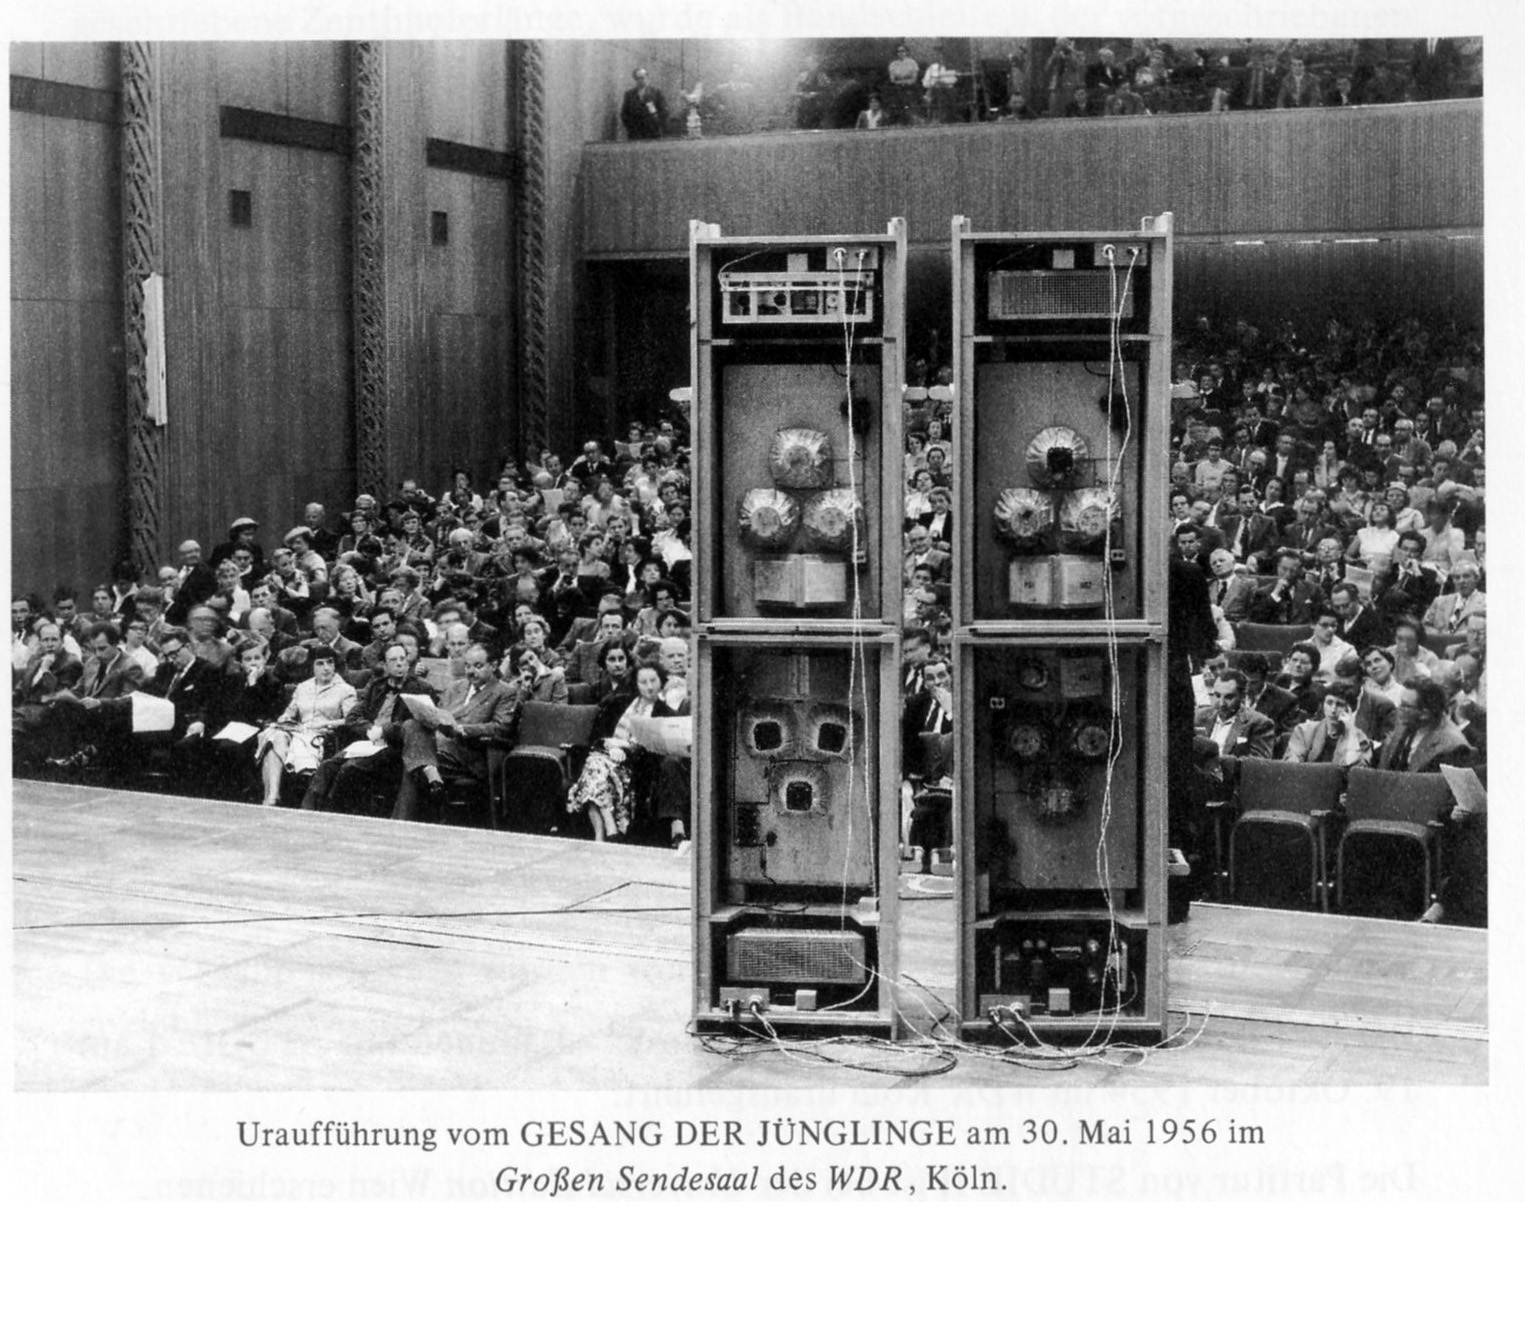 Uraufführung vom GESANG DER JÜNGLINGE am 30. Mai 1956 im
Großen Sendesaal des WDR, Köln.